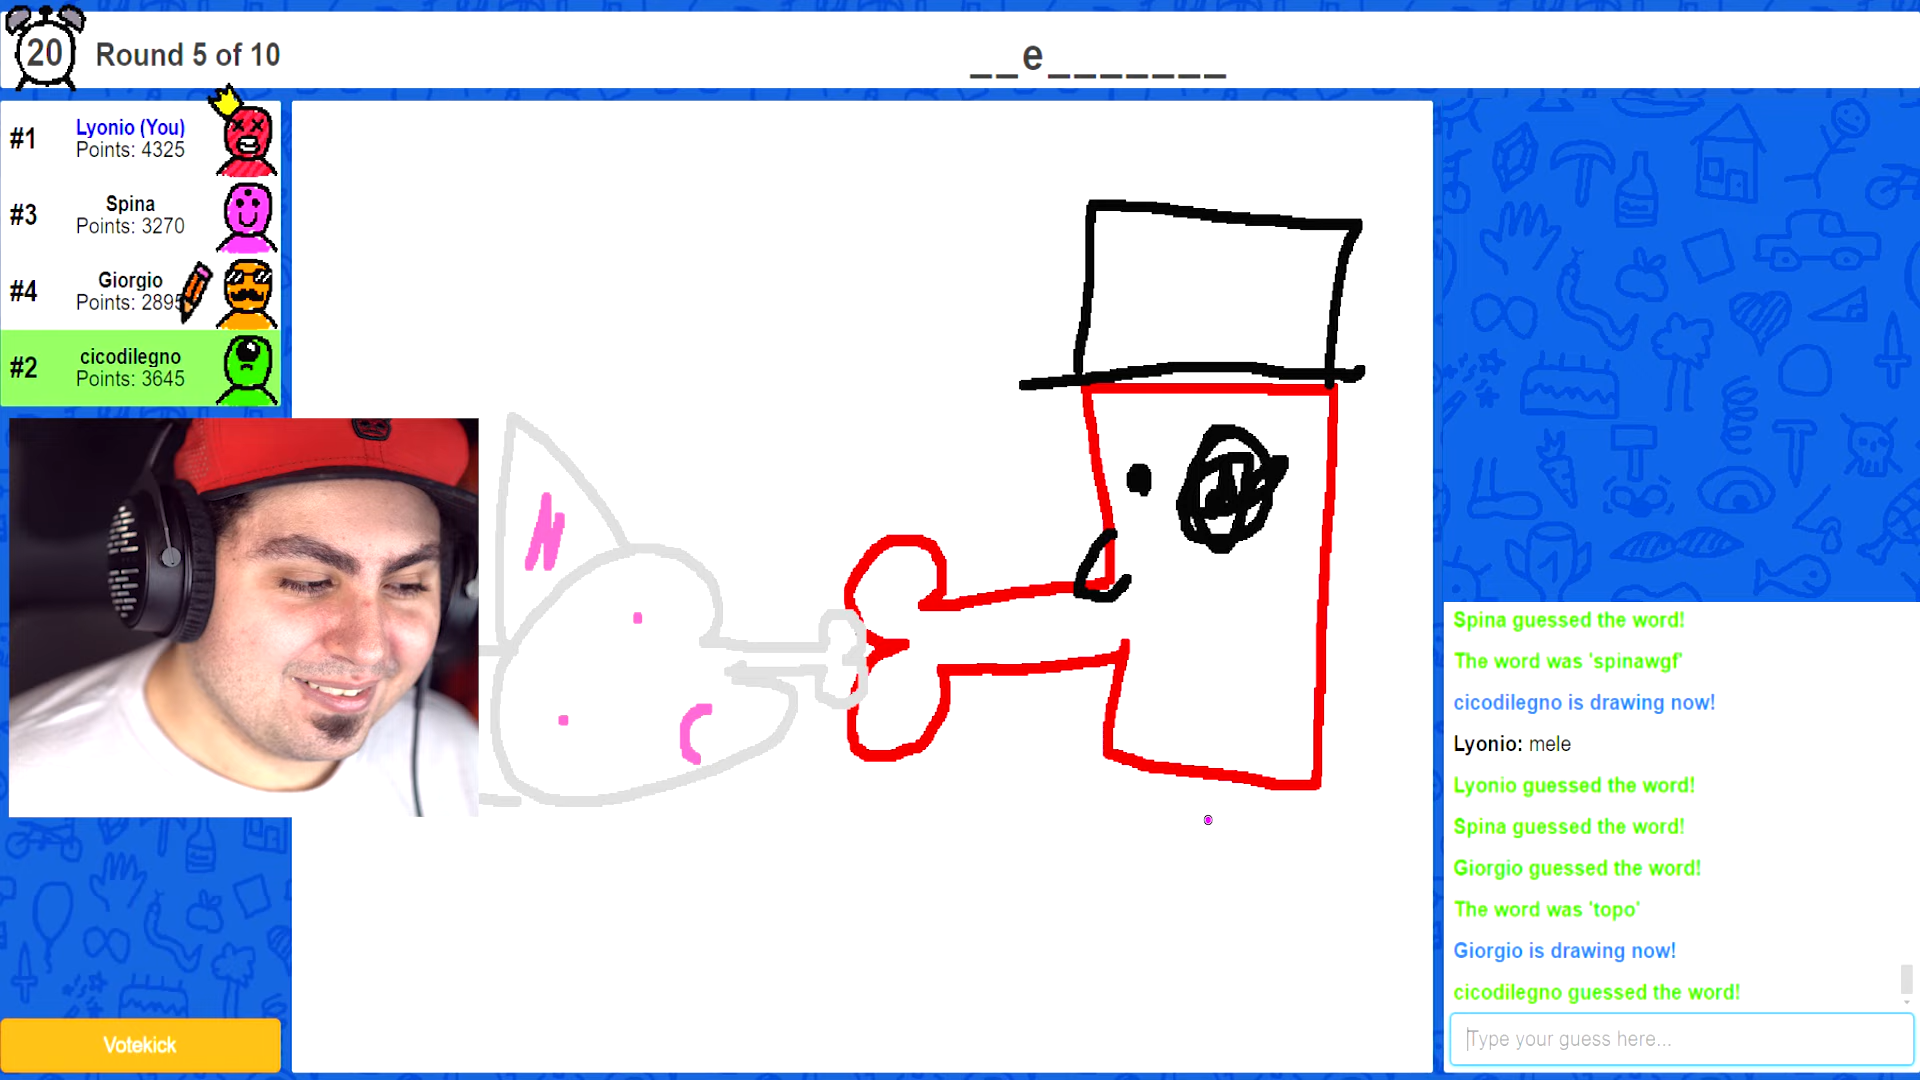 20
Round 5 of 10
__e_______
#1
Lyonio (You)
Points: 4325
#3
Spina
Points: 3270
#4
Giorgio
Points: 2895
#2
cicodilegno
Points: 3645
Votekick
Spina guessed the word!
The word was 'spinawgf'
cicodilegno is drawing now!
Lyonio: mele
Lyonio guessed the word!
Spina guessed the word!
Giorgio guessed the word!
The word was 'topo'
Giorgio is drawing now!
cicodilegno guessed the word!
Type your guess here...